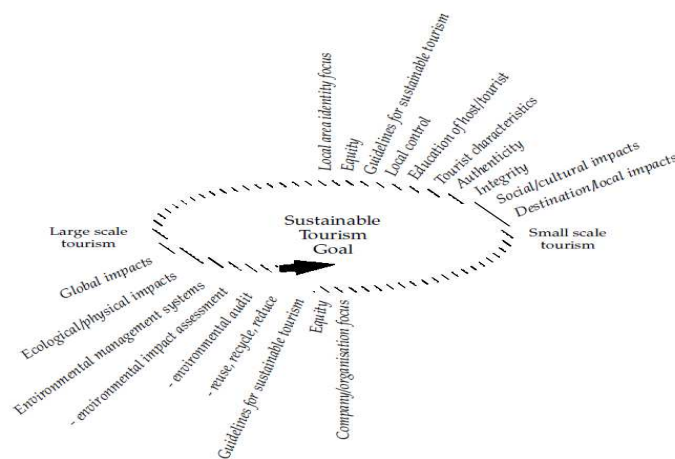 Local area identity focus
Equity
Guidelines for sustainable tourism
Local control
Education of host/tourist
Tourist characteristics
Authenticity
Integrity
Social/cultural impacts
Destination/local impacts
Large scale
tourism
Sustainable
Tourism
Goal
Small scale
tourism
Global impacts
Ecological/physical impacts
Environmental management systems
- environmental impact assessment
- environmental audit
- reuse, recycle, reduce
Guidelines for sustainable tourism
Equity
Company/organisation focus